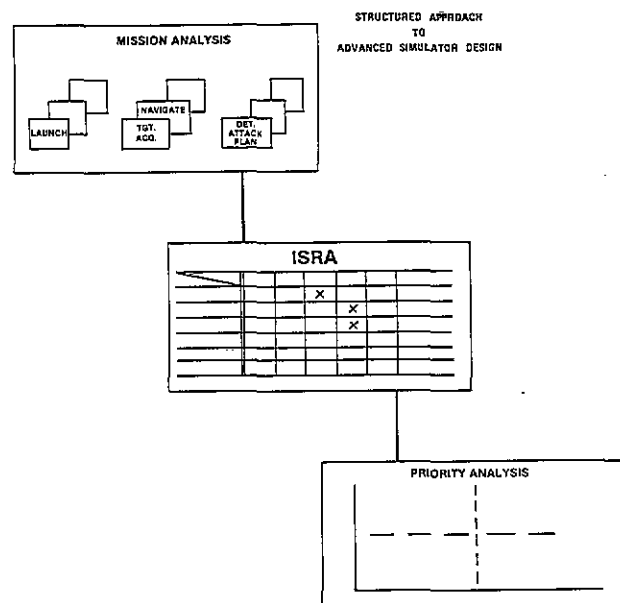 STRUCTURED APPROACH
TO
ADVANCED SIMULATOR DESIGN
MISSION ANALYSIS
LAUNCH
NAVIGATE
TGT.
ACQ.
DET.
ATTACK
PLAN
ISRA
X
X
X
PRIORITY ANALYSIS